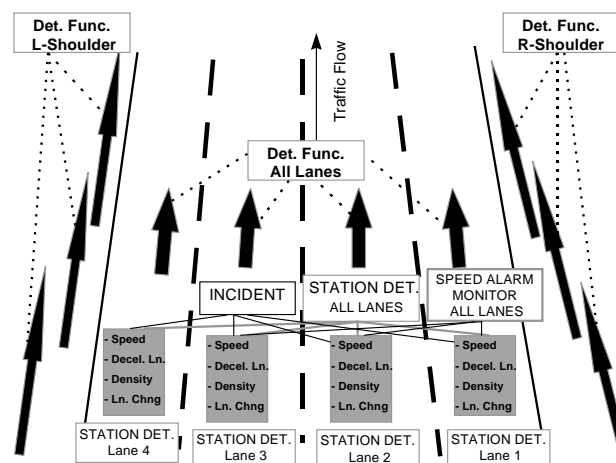 Det. Func.
L-Shoulder
Det. Func.
R-Shoulder
Traffic Flow
Det. Func.
All Lanes
INCIDENT
STATION DET.
ALL LANES
SPEED ALARM
MONITOR
ALL LANES
- Speed
- Decel. Ln.
- Density
- Ln. Chng
- Speed
- Decel. Ln.
- Density
- Ln. Chng
- Speed
- Decel. Ln.
- Density
- Ln. Chng
- Speed
- Decel. Ln.
- Density
- Ln. Chng
STATION DET.
Lane 4
STATION DET.
Lane 3
STATION DET.
Lane 2
STATION DET.
Lane 1